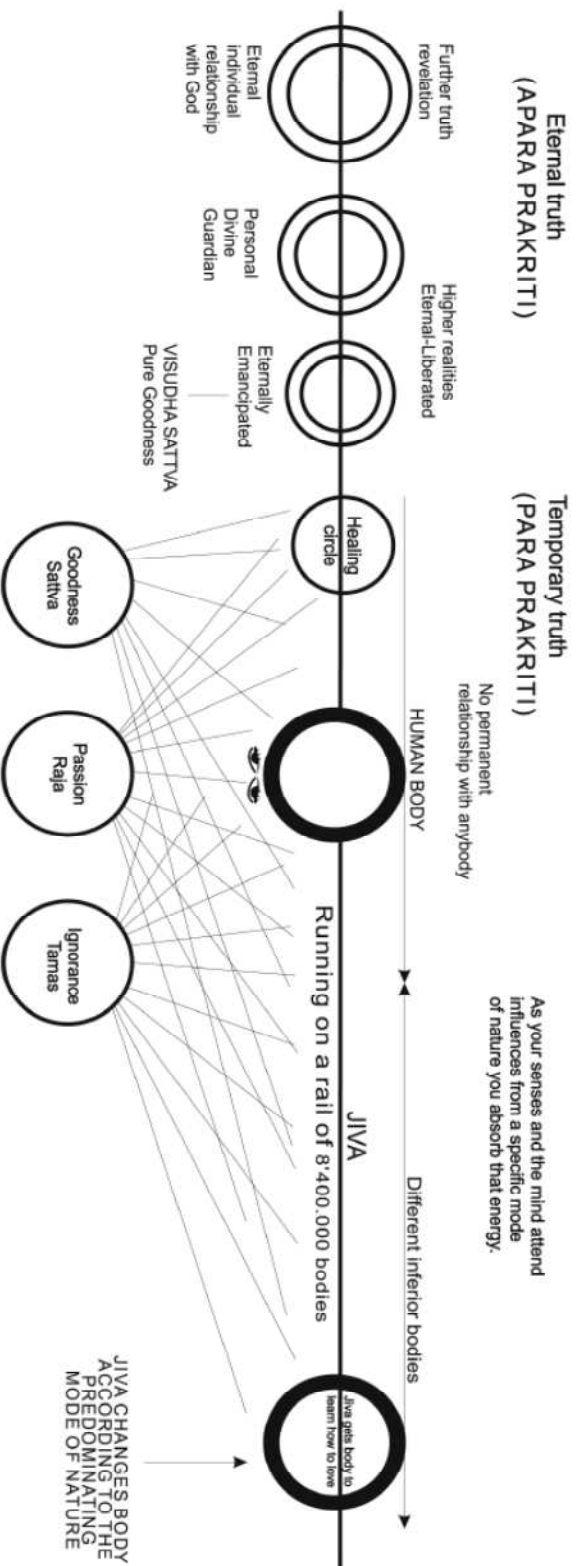 Eternal truth
(APARA PRAKRITI)
Temporary truth
(PARA PRAKRITI)
Further truth
revelation
Higher realities
Eternal-Liberated
No permanent
relationship with anybody
As your senses and the mind attend
influences from a specific mode
of nature you absorb that energy.
HUMAN BODY
Different inferior bodies
Healing
circle
JIVA
Jiva gets body to
learn how to love
Running on a rail of 8'400.000 bodies
Eternal
individual
relationship
with God
Personal
Divine
Guardian
Eternally
Emancipated
VISUDHA SATTVA
Pure Goodness
Goodness
Sattva
Passion
Raja
Ignorance
Tamas
JIVA CHANGES BODY
ACCORDING TO THE
PREDOMINATING
MODE OF NATURE